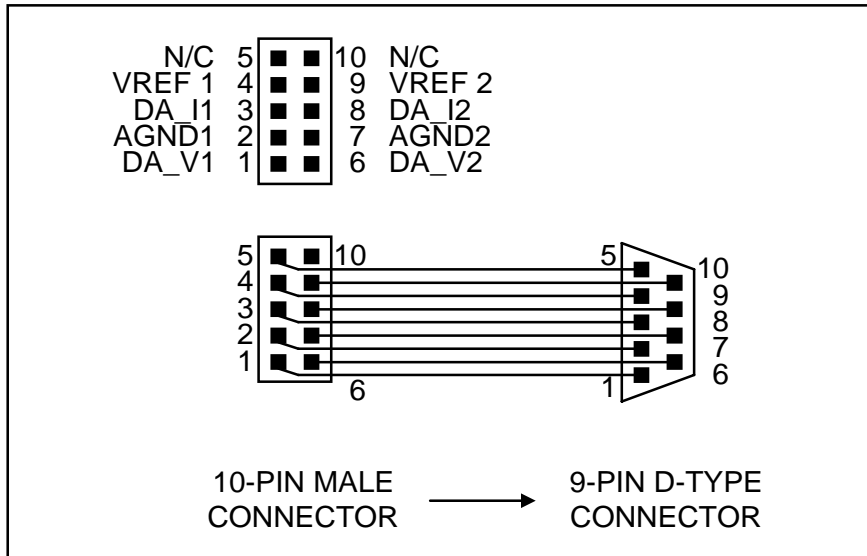 N/C 5 10 N/C
VREF 1 4 9 VREF 2
DA_I1 3 8 DA_I2
AGND1 2 7 AGND2
DA_V1 1 6 DA_V2
5 10 5 10
4 9
3 8
2 7
1 6 1 6
10-PIN MALE
CONNECTOR
9-PIN D-TYPE
CONNECTOR